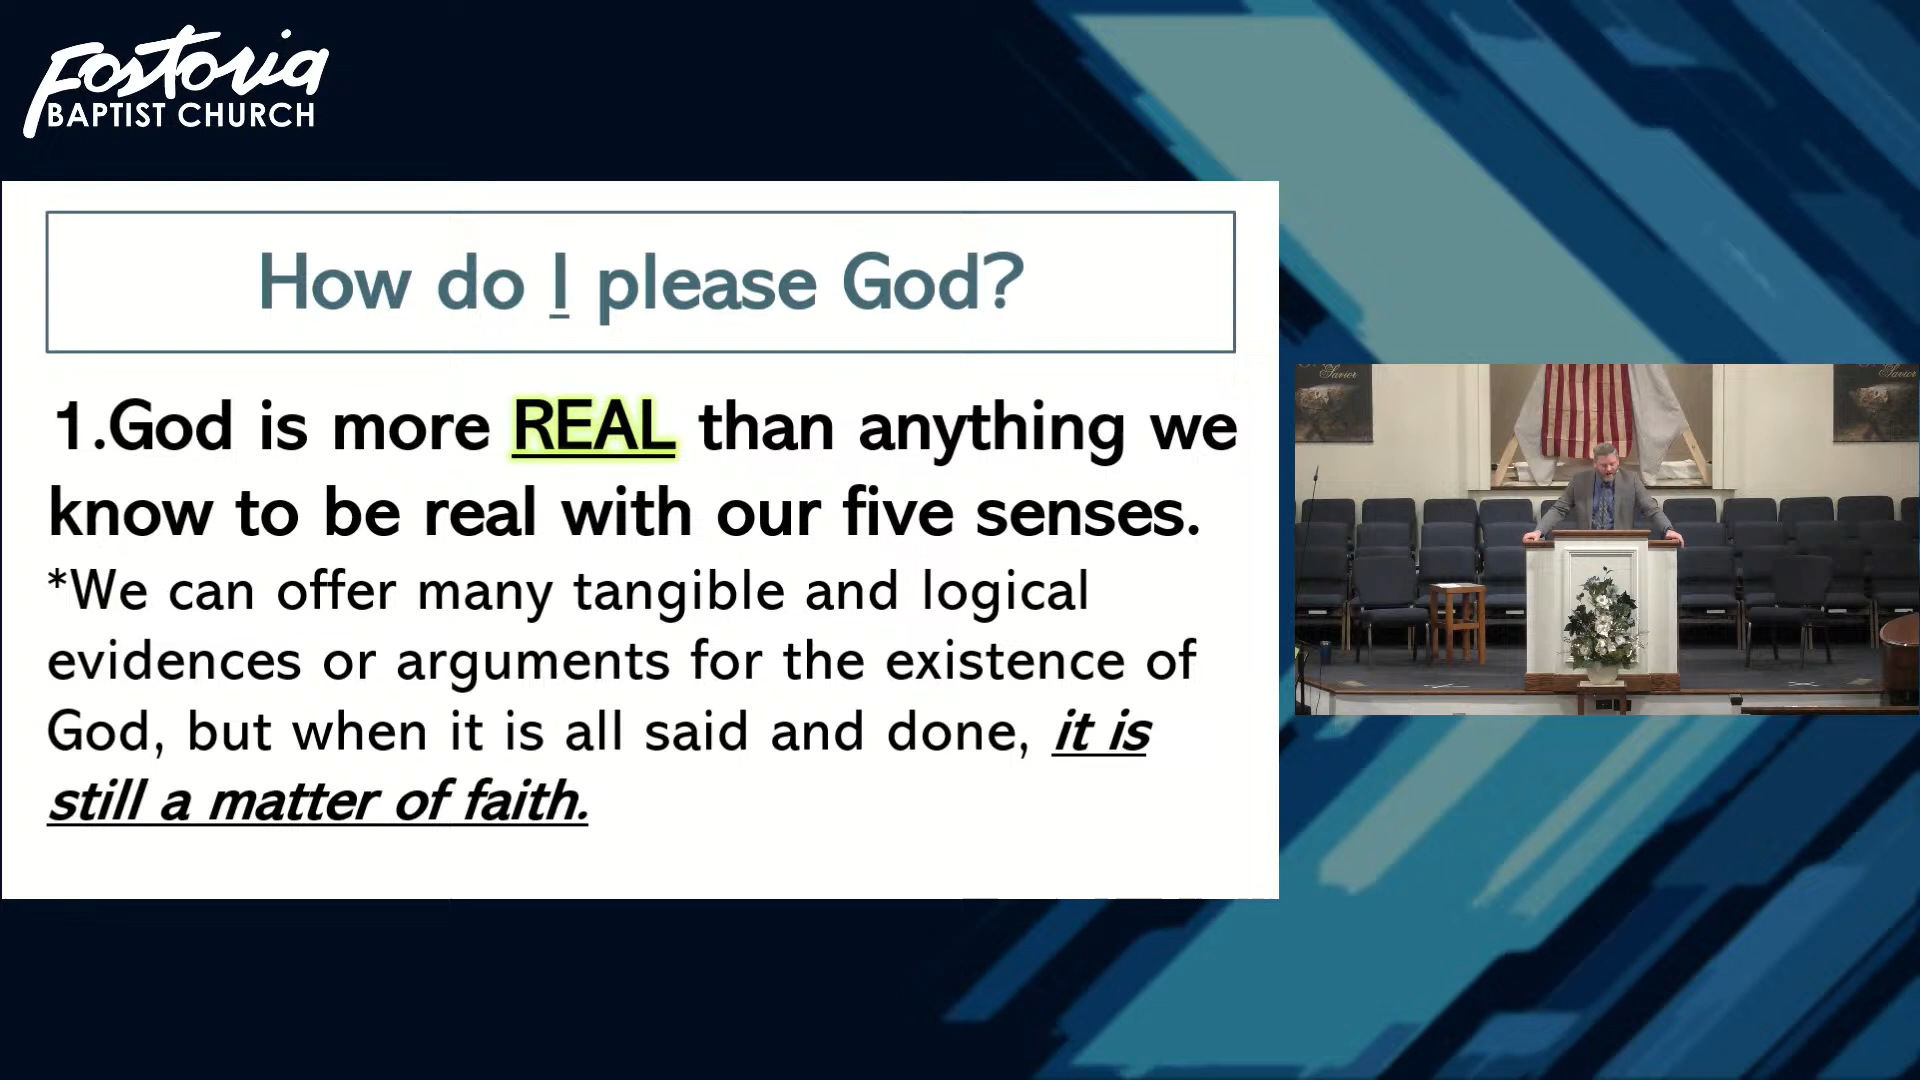 Fostoria
BAPTIST CHURCH
How do I please God?
1.God is more REAL than anything we
know to be real with our five senses.
*We can offer many tangible and logical
evidences or arguments for the existence of
God, but when it is all said and done, it is
still a matter of faith.
Savior
Savior